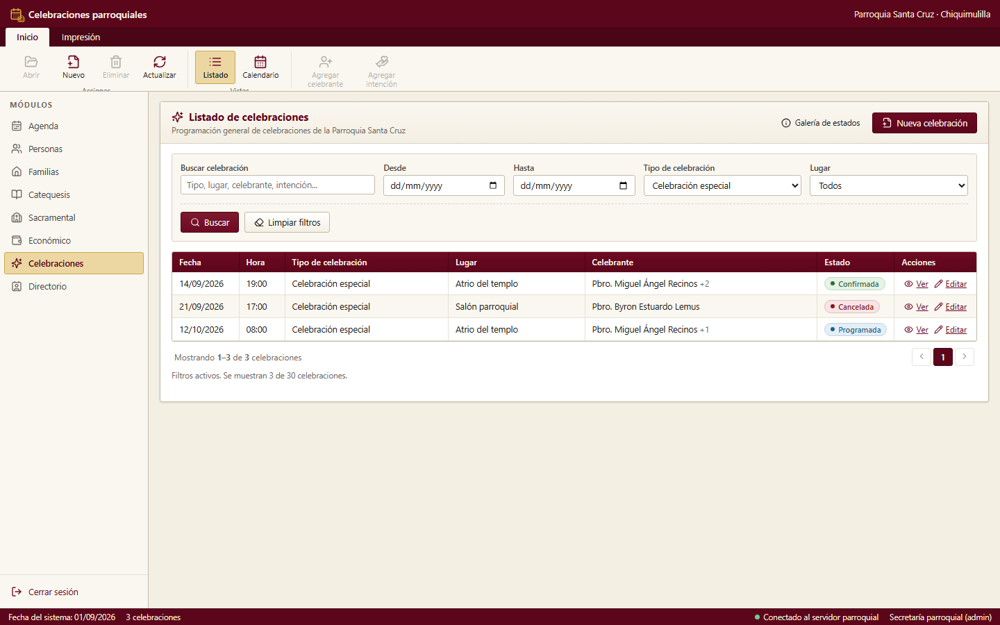 Celebraciones parroquiales
Parroquia Santa Cruz · Chiquimulilla
Inicio
Impresión
Abrir
Nuevo
Eliminar
Actualizar
Acciones
Listado
Calendario
Vistas
Agregar celebrante
Agregar intención
MÓDULOS
Agenda
Personas
Familias
Catequesis
Sacramental
Económico
Celebraciones
Directorio
Cerrar sesión
Listado de celebraciones
Programación general de celebraciones de la Parroquia Santa Cruz
Galería de estados
Nueva celebración
Buscar celebración
Desde
Hasta
Tipo de celebración
Lugar
Tipo, lugar, celebrante, intención...
dd/mm/yyyy
dd/mm/yyyy
Celebración especial
Todos
Buscar
Limpiar filtros
Fecha Hora Tipo de celebración Lugar Celebrante Estado Acciones
14/09/2026 19:00 Celebración especial Atrio del templo Pbro. Miguel Ángel Recinos +2 Confirmada Ver Editar
21/09/2026 17:00 Celebración especial Salón parroquial Pbro. Byron Estuardo Lemus Cancelada Ver Editar
12/10/2026 08:00 Celebración especial Atrio del templo Pbro. Miguel Ángel Recinos +1 Programada Ver Editar
Mostrando 1–3 de 3 celebraciones
1
Filtros activos. Se muestran 3 de 30 celebraciones.
Fecha del sistema: 01/09/2026
3 celebraciones
Conectado al servidor parroquial
Secretaría parroquial (admin)